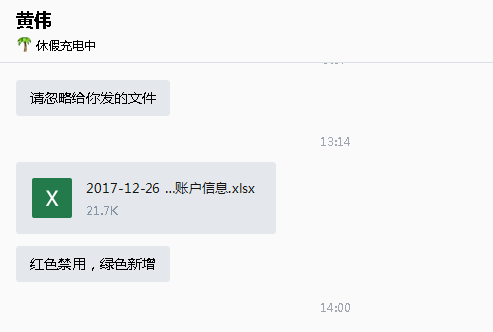 黄伟
🌴 休假充电中
请忽略给你发的文件
13:14
2017-12-26 ...账户信息.xlsx
21.7K
红色禁用，绿色新增
14:00